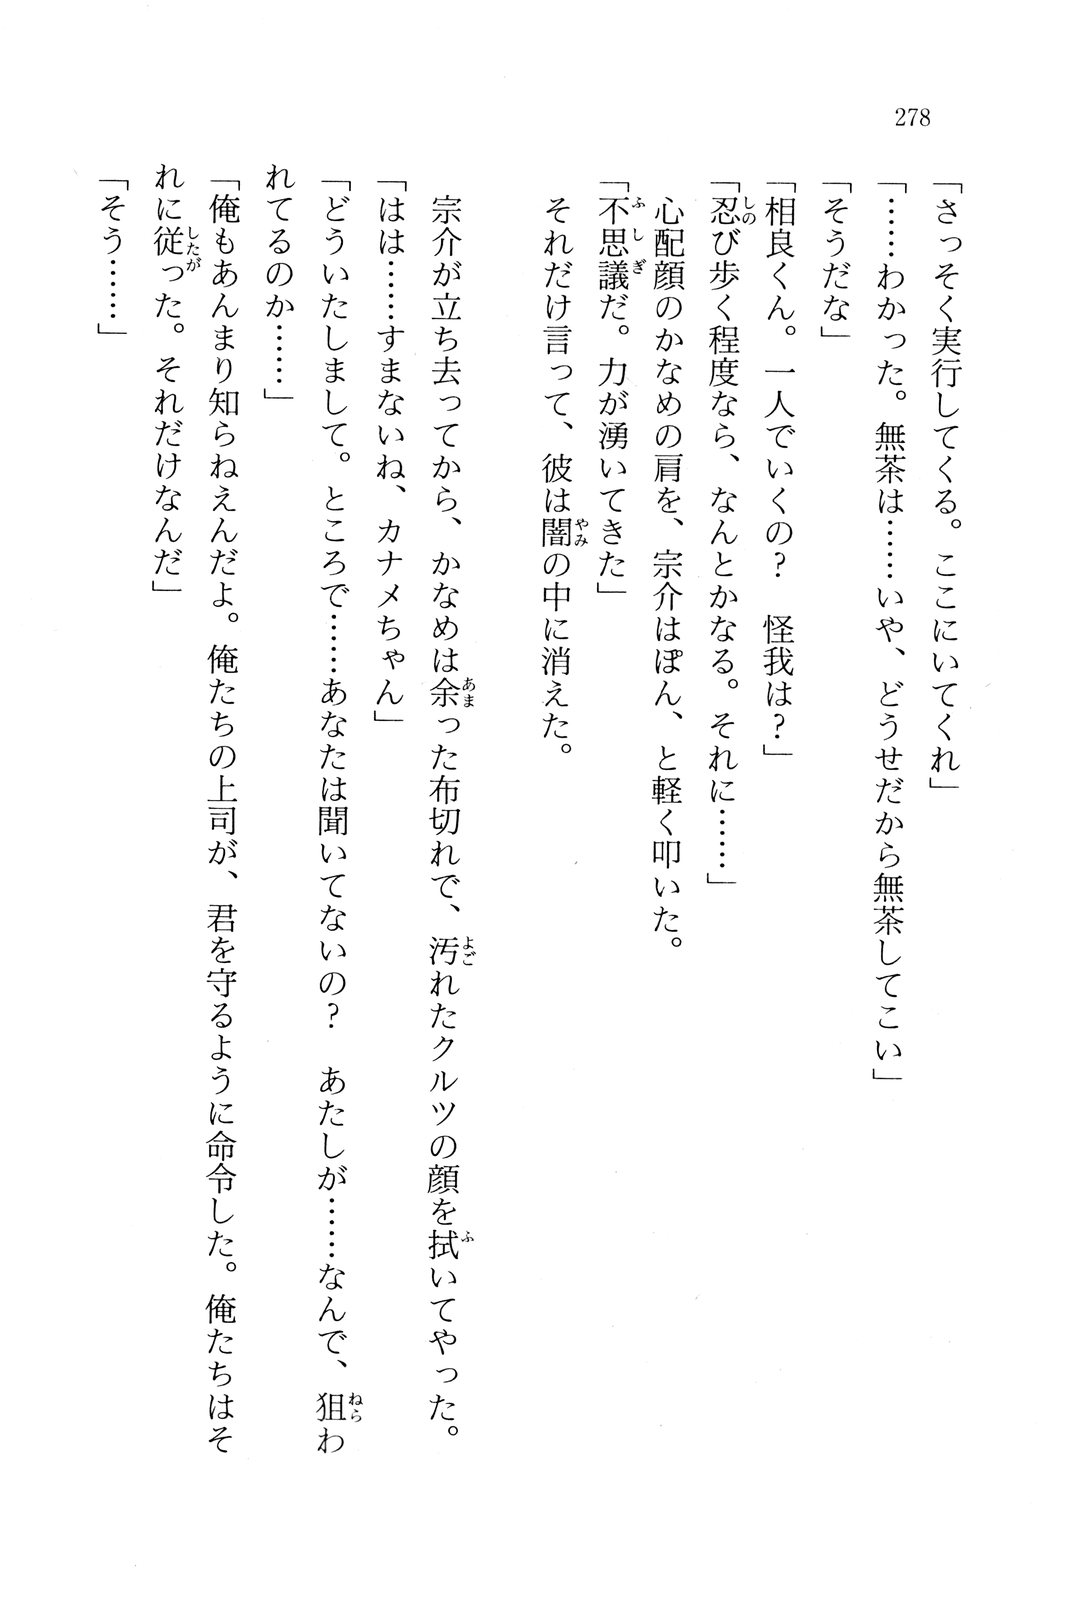 278
「さっそく実行してくる。ここにいてくれ」
「……わかった。無茶は……いや、どうせだから無茶してこい」
「そうだな」
「相良くん。一人でいくの？　怪我は？」
「忍び歩く程度なら、なんとかなる。それに……」
心配顔のかなめの肩を、宗介はぽん、と軽く叩いた。
「不思議だ。力が湧いてきた」
それだけ言って、彼は闇の中に消えた。
宗介が立ち去ってから、かなめは余った布切れで、汚れたクルツの顔を拭いてやった。
「はは……すまないね、カナメちゃん」
「どういたしまして。ところで……あなたは聞いてないの？　あたしが……なんで、狙わ
れてるのか……」
「俺もあんまり知らねえんだよ。俺たちの上司が、君を守るように命令した。俺たちはそ
れに従った。それだけなんだ」
「そう……」